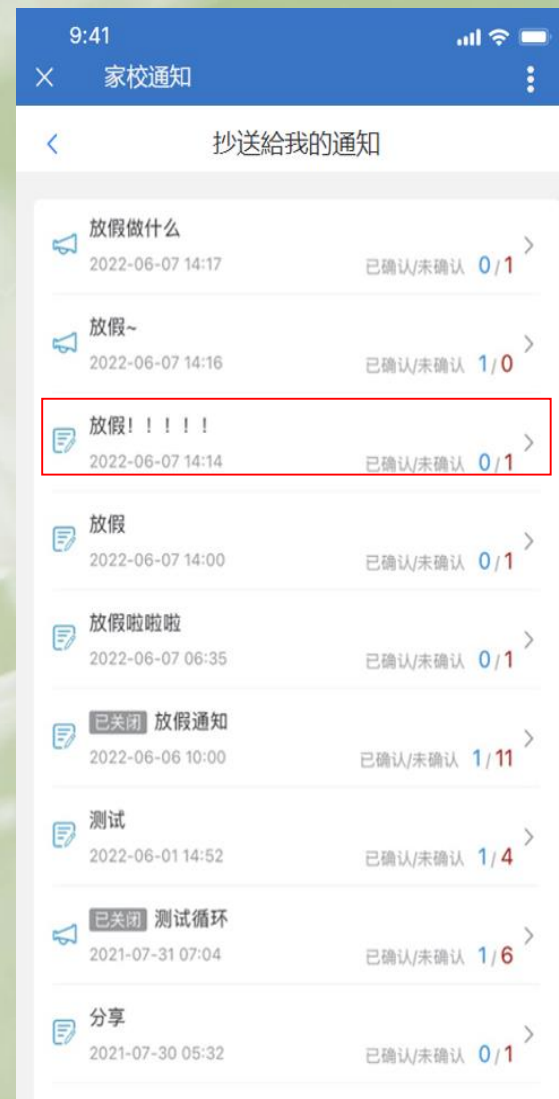 9:41
家校通知
抄送給我的通知
放假做什么
2022-06-07 14:17 已确认/未确认 0/1
放假~
2022-06-07 14:16 已确认/未确认 1/0
放假！！！！！
2022-06-07 14:14 已确认/未确认 0/1
放假
2022-06-07 14:00 已确认/未确认 0/1
放假啦啦啦
2022-06-07 06:35 已确认/未确认 0/1
已关闭 放假通知
2022-06-06 10:00 已确认/未确认 1/11
测试
2022-06-01 14:52 已确认/未确认 1/4
已关闭 测试循环
2021-07-31 07:04 已确认/未确认 1/6
分享
2021-07-30 05:32 已确认/未确认 0/1